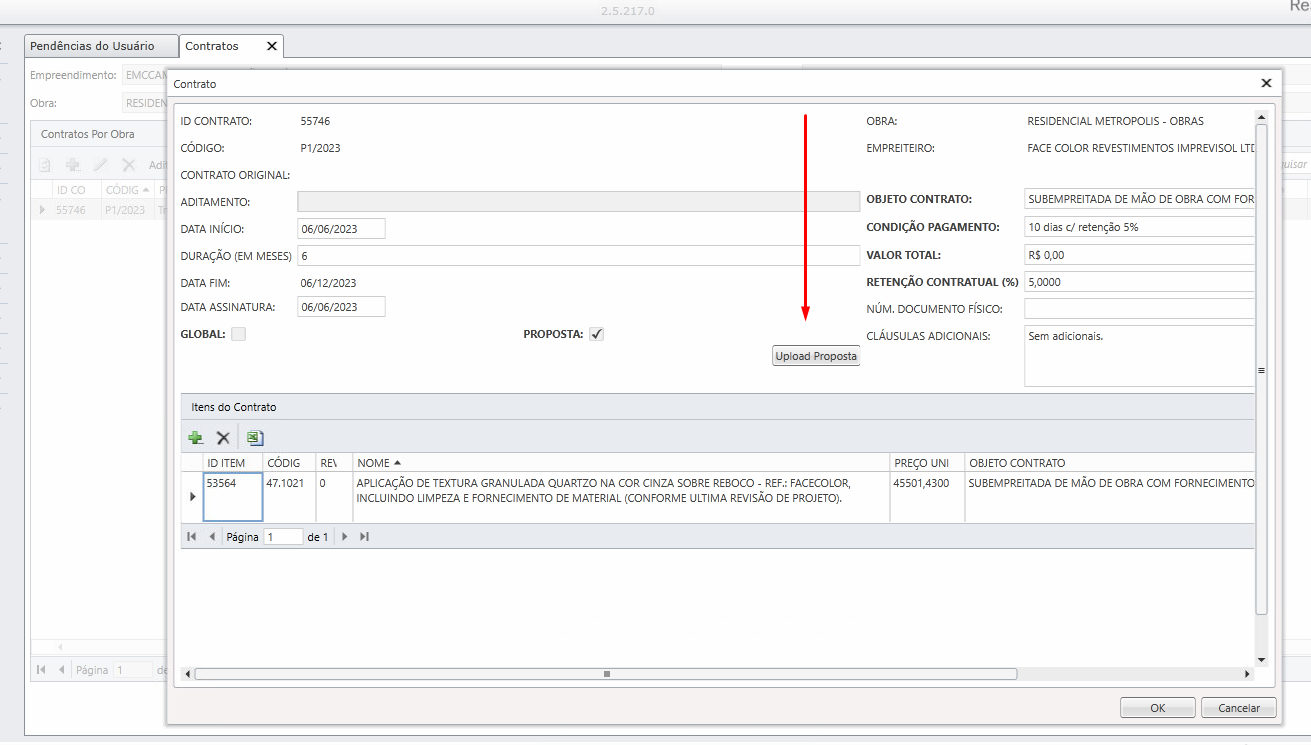 2.5.217.0
Re
Pendências do Usuário
Contratos
Empreendimento:
EMCCAM
Obra:
RESIDEN
Contratos Por Obra
ID CO
CÓDIG
55746
P1/2023
Página 1
Contrato
ID CONTRATO: 55746
CÓDIGO: P1/2023
CONTRATO ORIGINAL:
ADITAMENTO:
DATA INÍCIO: 06/06/2023
DURAÇÃO (EM MESES) 6
DATA FIM: 06/12/2023
DATA ASSINATURA: 06/06/2023
GLOBAL:
PROPOSTA:
Upload Proposta
OBRA: RESIDENCIAL METROPOLIS - OBRAS
EMPREITEIRO: FACE COLOR REVESTIMENTOS IMPREVISOL LTD
OBJETO CONTRATO: SUBEMPREITADA DE MÃO DE OBRA COM FOR
CONDIÇÃO PAGAMENTO: 10 dias c/ retenção 5%
VALOR TOTAL: R$ 0,00
RETENÇÃO CONTRATUAL (%) 5,0000
NÚM. DOCUMENTO FÍSICO:
CLÁUSULAS ADICIONAIS: Sem adicionais.
Itens do Contrato
ID ITEM CÓDIG REV NOME PREÇO UNI OBJETO CONTRATO
53564 47.1021 0 APLICAÇÃO DE TEXTURA GRANULADA QUARTZO NA COR CINZA SOBRE REBOCO - REF.: FACECOLOR, 45501,4300 SUBEMPREITADA DE MÃO DE OBRA COM FORNECIMENTO
INCLUINDO LIMPEZA E FORNECIMENTO DE MATERIAL (CONFORME ULTIMA REVISÃO DE PROJETO).
Página 1 de 1
OK
Cancelar